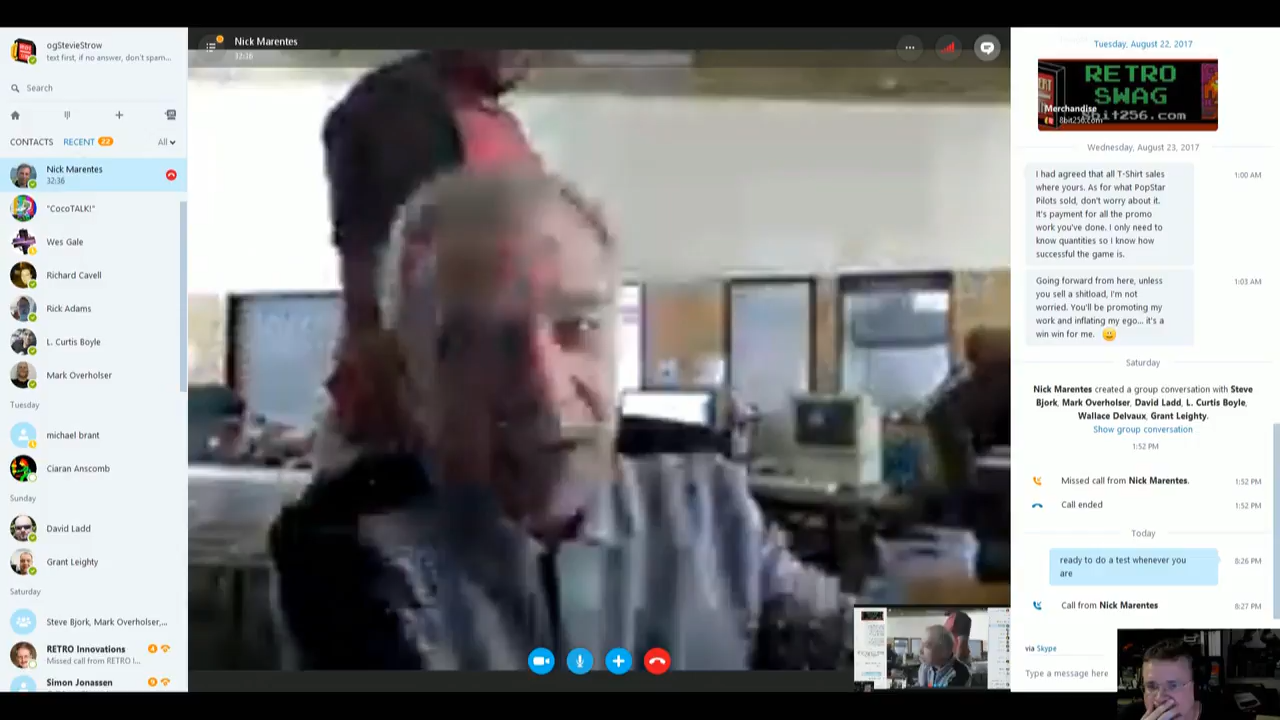 ogStevieStrow
text first, if no answer, don't spam...
Search
CONTACTS
RECENT 22
All
Nick Marentes
32:36
"CocoTALK!"
Wes Gale
Richard Cavell
Rick Adams
L. Curtis Boyle
Mark Overholser
Tuesday
michael brant
Ciaran Anscomb
Sunday
David Ladd
Grant Leighty
Saturday
Steve Bjork, Mark Overholser,...
RETRO Innovations 4
Missed call from RETRO I...
Simon Jonassen 9
Nick Marentes
32:36
Tuesday, August 22, 2017
RETRO
SWAG
Merchandise
8bit256.com
Wednesday, August 23, 2017
I had agreed that all T-Shirt sales
where yours. As for what PopStar
Pilots sold, don't worry about it.
It's payment for all the promo
work you've done. I only need to
know quantities so I know how
successful the game is.
1:00 AM
Going forward from here, unless
you sell a shitload, I'm not
worried. You'll be promoting my
work and inflating my ego... it's a
win win for me.
1:03 AM
Saturday
Nick Marentes created a group conversation with Steve
Bjork, Mark Overholser, David Ladd, L. Curtis Boyle,
Wallace Delvaux, Grant Leighty.
Show group conversation
1:52 PM
Missed call from Nick Marentes. 1:52 PM
Call ended 1:52 PM
Today
ready to do a test whenever you
are
8:26 PM
Call from Nick Marentes 8:27 PM
via Skype
Type a message here